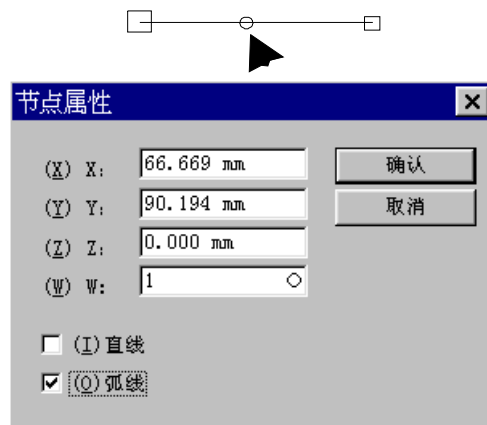 节点属性
(X) X: 66.669 mm 确认
(Y) Y: 90.194 mm 取消
(Z) Z: 0.000 mm
(W) W: 1
(I)直线
(O)弧线